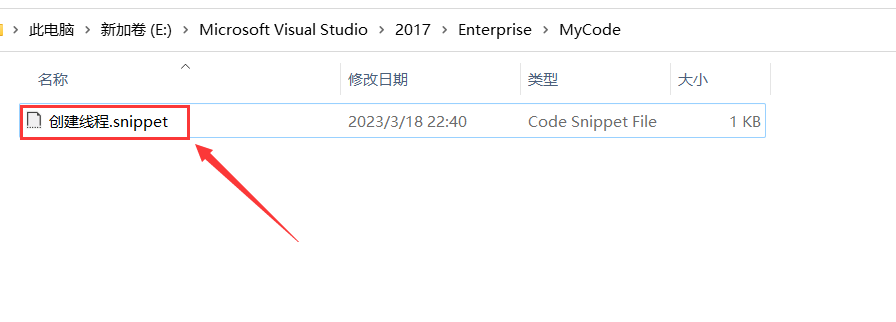 此电脑 > 新加卷 (E:) > Microsoft Visual Studio > 2017 > Enterprise > MyCode
名称 修改日期 类型 大小
创建线程.snippet 2023/3/18 22:40 Code Snippet File 1 KB